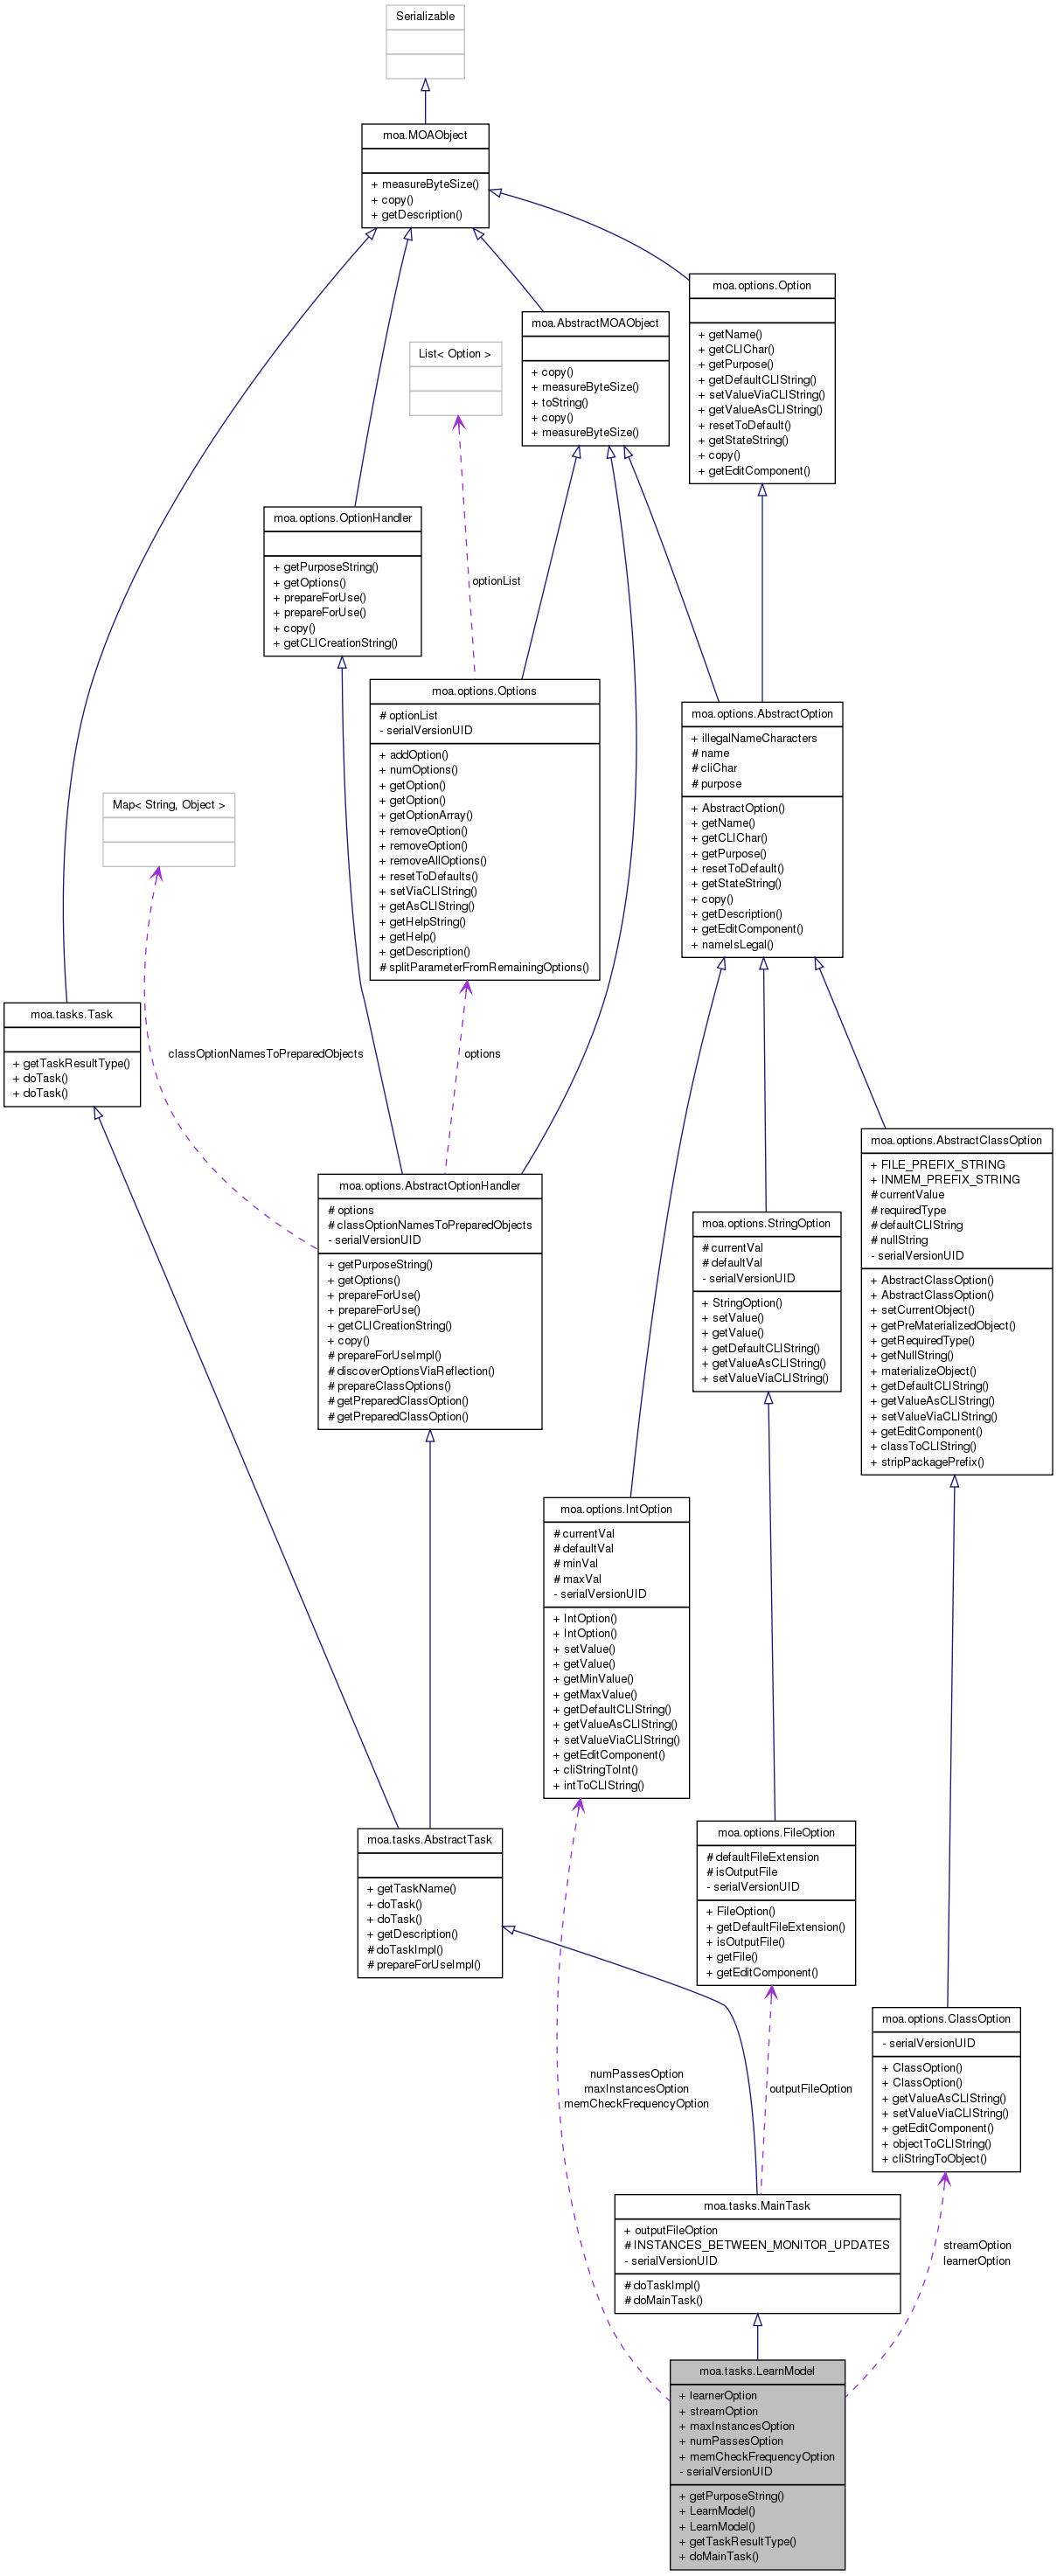 Serializable
moa.MOAObject
+ measureByteSize()
+ copy()
+ getDescription()
moa.options.Option
+ getName()
+ getCLIChar()
+ getPurpose()
+ getDefaultCLIString()
+ setValueViaCLIString()
+ getValueAsCLIString()
+ resetToDefault()
+ getStateString()
+ copy()
+ getEditComponent()
moa.AbstractMOAObject
+ copy()
+ measureByteSize()
+ toString()
+ copy()
+ measureByteSize()
List< Option >
moa.options.OptionHandler
+ getPurposeString()
+ getOptions()
+ prepareForUse()
+ prepareForUse()
+ copy()
+ getCLICreationString()
optionList
moa.options.Options
# optionList
- serialVersionUID
+ addOption()
+ numOptions()
+ getOption()
+ getOption()
+ getOptionArray()
+ removeOption()
+ removeOption()
+ removeAllOptions()
+ resetToDefaults()
+ setViaCLIString()
+ getAsCLIString()
+ getHelpString()
+ getHelp()
+ getDescription()
# splitParameterFromRemainingOptions()
moa.options.AbstractOption
+ illegalNameCharacters
# name
# cliChar
# purpose
+ AbstractOption()
+ getName()
+ getCLIChar()
+ getPurpose()
+ resetToDefault()
+ getStateString()
+ copy()
+ getDescription()
+ getEditComponent()
+ nameIsLegal()
Map< String, Object >
moa.tasks.Task
+ getTaskResultType()
+ doTask()
+ doTask()
classOptionNamesToPreparedObjects
options
moa.options.AbstractClassOption
+ FILE_PREFIX_STRING
+ INMEM_PREFIX_STRING
# currentValue
# requiredType
# defaultCLIString
# nullString
- serialVersionUID
+ AbstractClassOption()
+ AbstractClassOption()
+ setCurrentObject()
+ getPreMaterializedObject()
+ getRequiredType()
+ getNullString()
+ materializeObject()
+ getDefaultCLIString()
+ getValueAsCLIString()
+ setValueViaCLIString()
+ getEditComponent()
+ classToCLIString()
+ stripPackagePrefix()
moa.options.AbstractOptionHandler
# options
# classOptionNamesToPreparedObjects
- serialVersionUID
+ getPurposeString()
+ getOptions()
+ prepareForUse()
+ prepareForUse()
+ getCLICreationString()
+ copy()
# prepareForUseImpl()
# discoverOptionsViaReflection()
# prepareClassOptions()
# getPreparedClassOption()
# getPreparedClassOption()
moa.options.StringOption
# currentVal
# defaultVal
- serialVersionUID
+ StringOption()
+ setValue()
+ getValue()
+ getDefaultCLIString()
+ getValueAsCLIString()
+ setValueViaCLIString()
moa.options.IntOption
# currentVal
# defaultVal
# minVal
# maxVal
- serialVersionUID
+ IntOption()
+ IntOption()
+ setValue()
+ getValue()
+ getMinValue()
+ getMaxValue()
+ getDefaultCLIString()
+ getValueAsCLIString()
+ setValueViaCLIString()
+ getEditComponent()
+ cliStringToInt()
+ intToCLIString()
moa.options.FileOption
# defaultFileExtension
# isOutputFile
- serialVersionUID
+ FileOption()
+ getDefaultFileExtension()
+ isOutputFile()
+ getFile()
+ getEditComponent()
moa.tasks.AbstractTask
+ getTaskName()
+ doTask()
+ doTask()
+ getDescription()
# doTaskImpl()
# prepareForUseImpl()
moa.options.ClassOption
- serialVersionUID
+ ClassOption()
+ ClassOption()
+ getValueAsCLIString()
+ setValueViaCLIString()
+ getEditComponent()
+ objectToCLIString()
+ cliStringToObject()
numPassesOption
maxInstancesOption
memCheckFrequencyOption
outputFileOption
moa.tasks.MainTask
+ outputFileOption
# INSTANCES_BETWEEN_MONITOR_UPDATES
- serialVersionUID
# doTaskImpl()
# doMainTask()
streamOption
learnerOption
moa.tasks.LearnModel
+ learnerOption
+ streamOption
+ maxInstancesOption
+ numPassesOption
+ memCheckFrequencyOption
- serialVersionUID
+ getPurposeString()
+ LearnModel()
+ LearnModel()
+ getTaskResultType()
+ doMainTask()